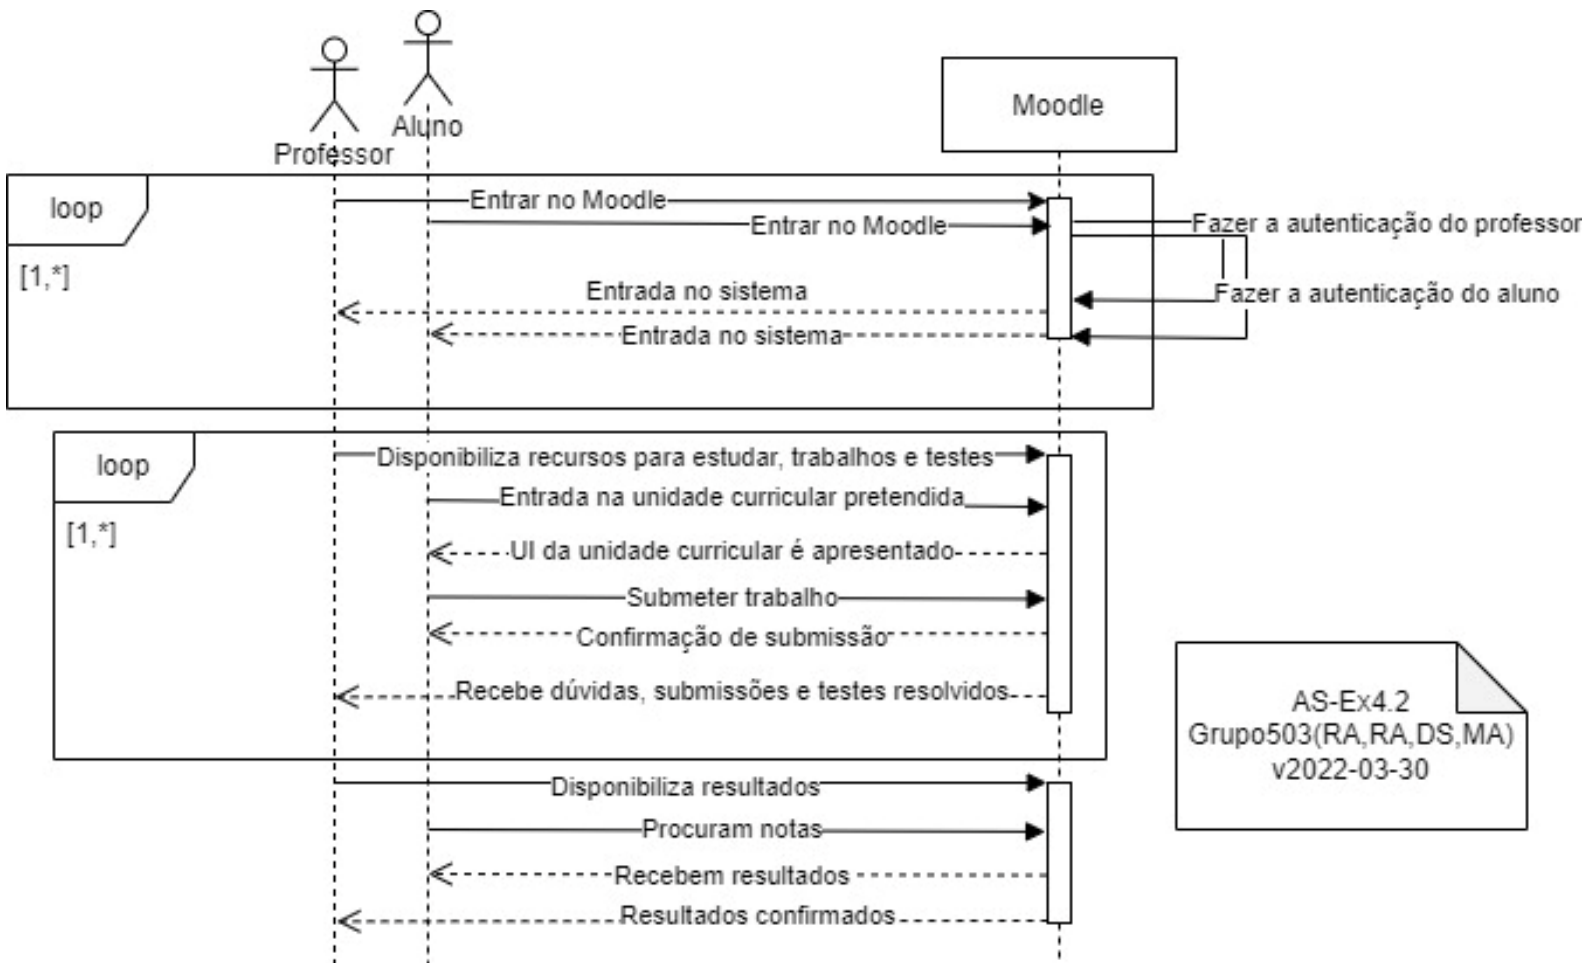 Aluno
Professor
Moodle
loop
[1,*]
Entrar no Moodle
Entrar no Moodle
Fazer a autenticação do professor
Entrada no sistema
Fazer a autenticação do aluno
Entrada no sistema
loop
[1,*]
Disponibiliza recursos para estudar, trabalhos e testes
Entrada na unidade curricular pretendida
UI da unidade curricular é apresentado
Submeter trabalho
Confirmação de submissão
Recebe dúvidas, submissões e testes resolvidos
AS-Ex4.2
Grupo503(RA,RA,DS,MA)
v2022-03-30
Disponibiliza resultados
Procuram notas
Recebem resultados
Resultados confirmados